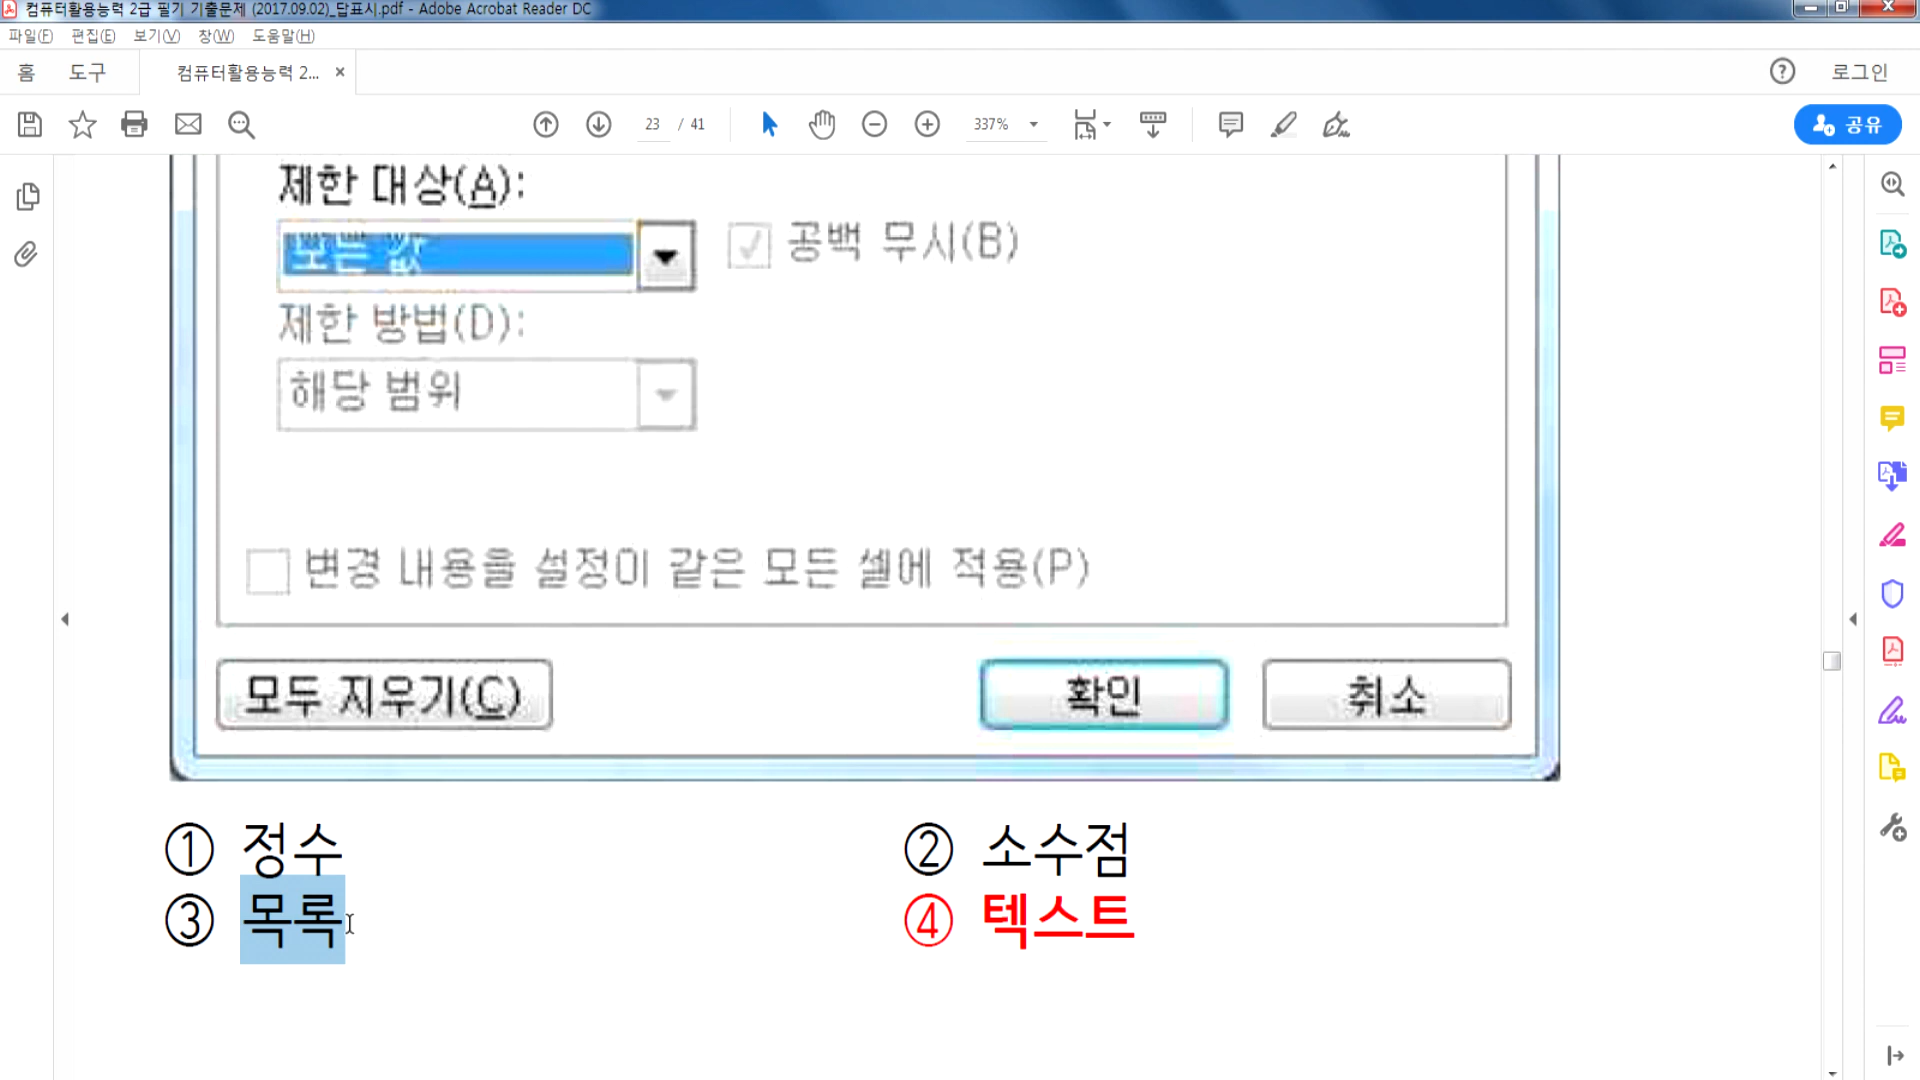 컴퓨터활용능력 2급 필기 기출문제 (2017.09.02)_답표시.pdf - Adobe Acrobat Reader DC
파일(F) 편집(E) 보기(V) 창(W) 도움말(H)
홈 도구 컴퓨터활용능력 2... × 로그인
23 / 41 337% 공유
제한 대상(A):
모든 값 공백 무시(B)
제한 방법(D):
해당 범위
변경 내용을 설정이 같은 모든 셀에 적용(P)
모두 지우기(C) 확인 취소
① 정수 ② 소수점
③ 목록 ④ 텍스트